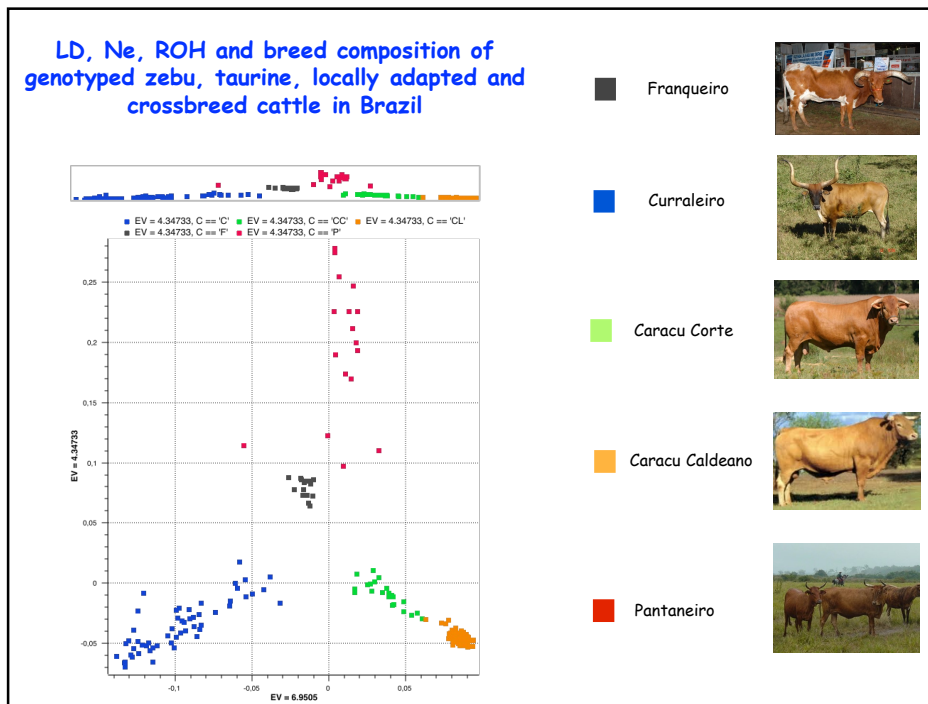 LD, Ne, ROH and breed composition of
genotyped zebu, taurine, locally adapted and
crossbreed cattle in Brazil
EV = 4.34733, C == 'C' EV = 4.34733, C == 'CC' EV = 4.34733, C == 'CL'
EV = 4.34733, C == 'F' EV = 4.34733, C == 'P'
0,25
0,2
0,15
0,1
0,05
0
-0,05
EV = 4.34733
-0,1 -0,05 0 0,05
EV = 6.9505
Franqueiro
Curraleiro
Caracu Corte
Caracu Caldeano
Pantaneiro